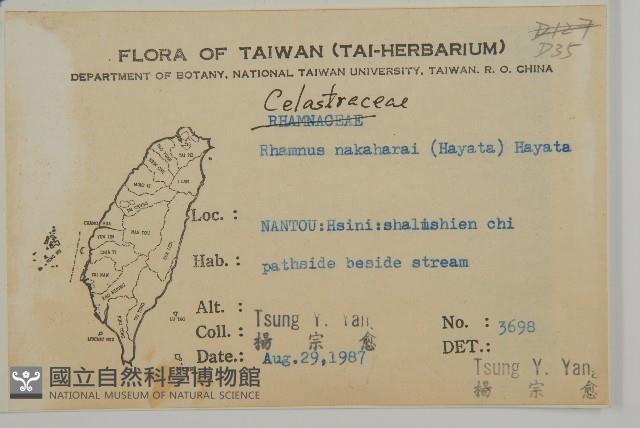 D127
D35
FLORA OF TAIWAN (TAI-HERBARIUM)
DEPARTMENT OF BOTANY, NATIONAL TAIWAN UNIVERSITY, TAIWAN. R. O. CHINA
Celastraceae
RHAMNACEAE
Rhamnus nakaharai (Hayata) Hayata
Loc. : NANTOU:Hsini:shalishien chi
Hab. : pathside beside stream
Alt. :
Coll. : Tsung Y. Yang
楊 宗 愈
No. : 3698
Date.: Aug.29,1987
DET.:
Tsung Y. Yang
楊 宗 愈
國立自然科學博物館
NATIONAL MUSEUM OF NATURAL SCIENCE